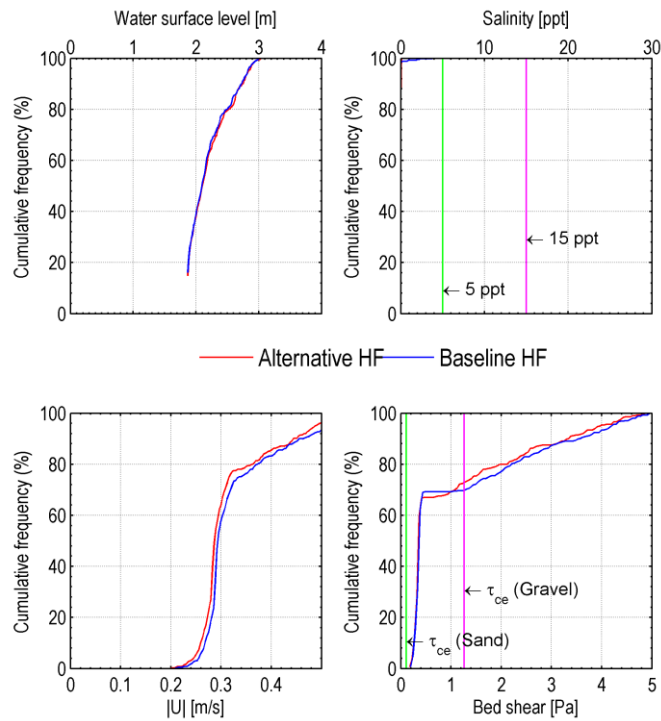 Water surface level [m]
0 1 2 3 4
Cumulative frequency (%)
100
80
60
40
20
0
Salinity [ppt]
0 10 20 30
Cumulative frequency (%)
100
80
60
40
20
0
← 15 ppt
← 5 ppt
Alternative HF
Baseline HF
Cumulative frequency (%)
100
80
60
40
20
0
0 0.1 0.2 0.3 0.4
|U| [m/s]
Cumulative frequency (%)
100
80
60
40
20
0
← τce (Gravel)
← τce (Sand)
0 1 2 3 4 5
Bed shear [Pa]